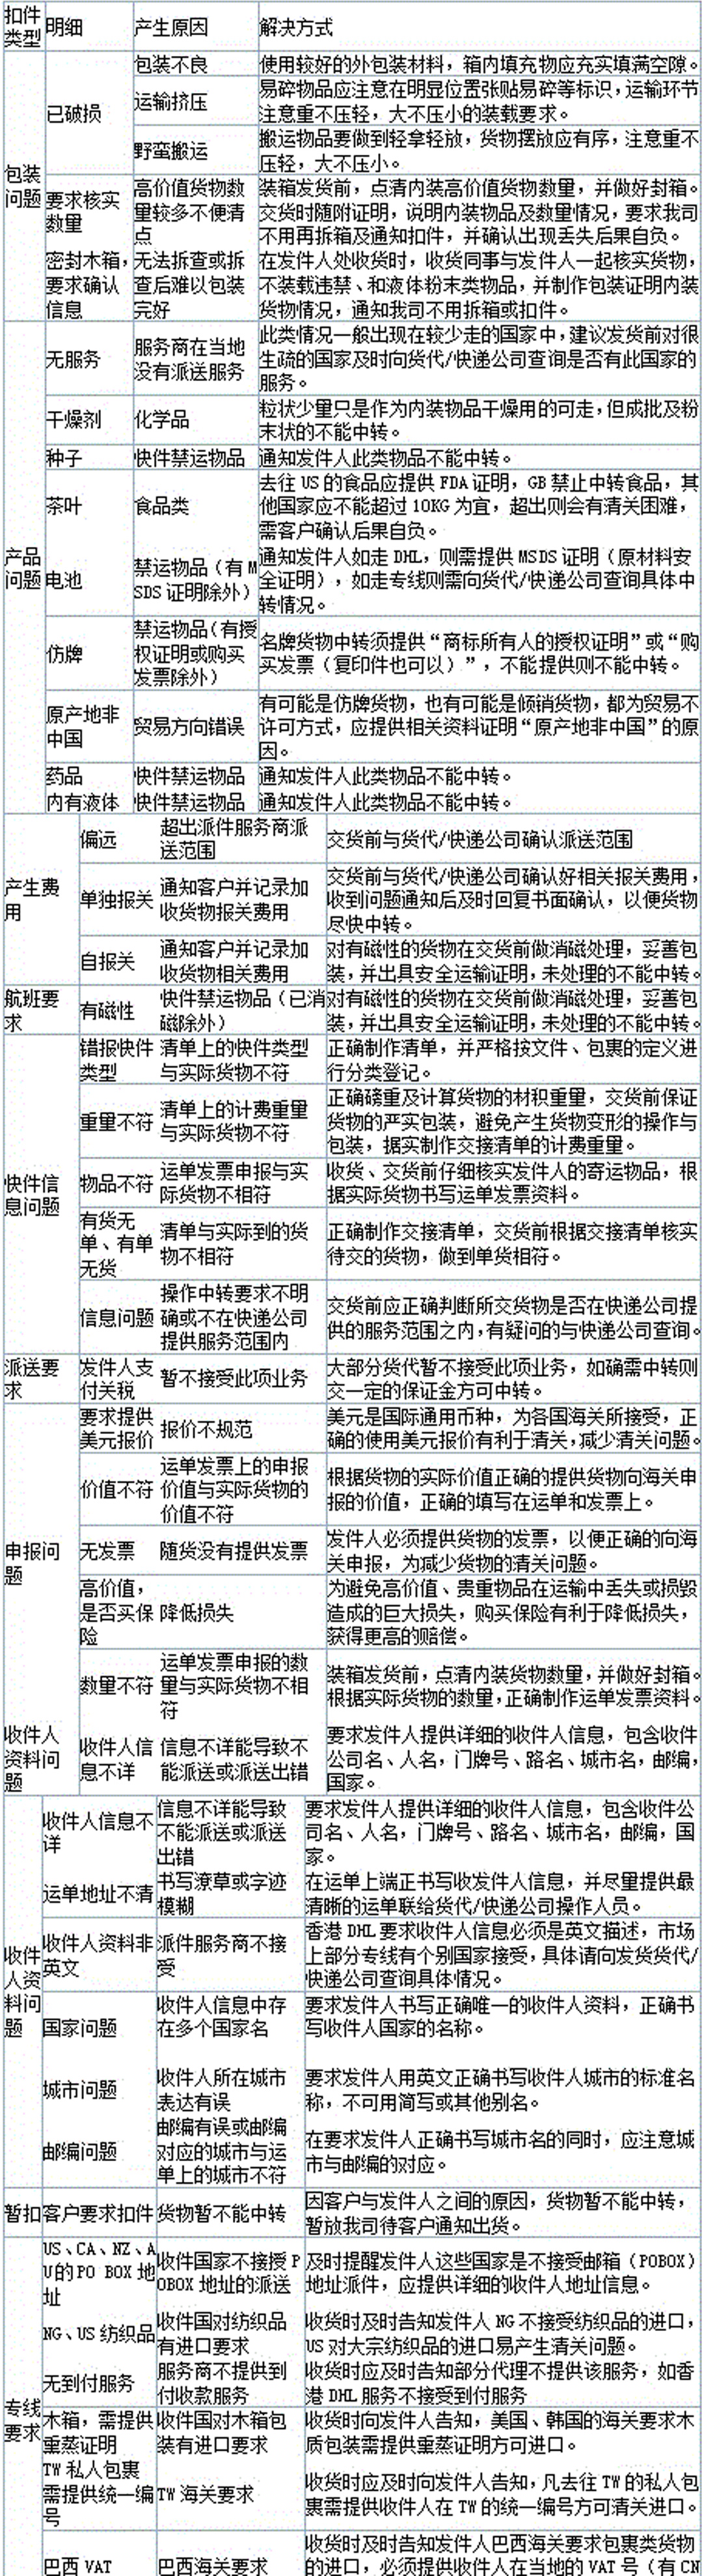 扣件类型 明细 产生原因 解决方式
包装问题
已破损
包装不良
使用较好的外包装材料，箱内填充物应充实填满空隙。
运输挤压
易碎物品应注意在明显位置张贴易碎等标识，运输环节
注意重不压轻，大不压小的装载要求。
野蛮搬运
搬运物品要做到轻拿轻放，货物摆放应有序，注意重不
压轻，大不压小。
要求核实
数量
高价值货物数
量较多不便清
点
装箱发货前，点清内装高价值货物数量，并做好封箱。
交货时随附证明，说明内装物品及数量情况，要求我司
不用再拆箱及通知扣件，并确认出现丢失后果自负。
密封木箱，
要求确认
信息
无法拆查或拆
查后难以包装
完好
在发件人处收货时，收货同事与发件人一起核实货物，
不装载违禁、和液体粉末类物品，并制作包装证明内装
货物情况，通知我司不用拆箱或扣件。
产品问题
无服务
服务商在当地
没有派送服务
此类情况一般出现在较少走的国家中，建议发货前对很
生疏的国家及时向货代/快递公司查询是否有此国家的
服务。
干燥剂
化学品
粒状少量只是作为内装物品干燥用的可走，但成批及粉
末状的不能中转。
种子
快件禁运物品
通知发件人此类物品不能中转。
茶叶
食品类
去往 US 的食品应提供 FDA 证明，GB 禁止中转食品，其
他国家应不能超过 10KG 为宜，超出则会有清关困难，
需客户确认后果自负。
电池
禁运物品（有 M
SDS 证明除外）
通知发件人如走 DHL，则需提供 MSDS 证明（原材料安
全证明），如走专线则需向货代/快递公司查询具体中
转情况。
仿牌
禁运物品(有授
权证明或购买
发票除外）
名牌货物中转须提供“商标所有人的授权证明”或“购
买发票（复印件也可以）”，不能提供则不能中转。
原产地非
中国
贸易方向错误
有可能是仿牌货物，也有可能是倾销货物，都为贸易不
许可方式，应提供相关资料证明“原产地非中国”的原
因。
药品
快件禁运物品
通知发件人此类物品不能中转。
内有液体
快件禁运物品
通知发件人此类物品不能中转。
产生费
用
偏远
超出派件服务商派
送范围
交货前与货代/快递公司确认派送范围
单独报关
通知客户并记录加
收货物报关费用
交货前与货代/快递公司确认好相关报关费用，
收到问题通知后及时回复书面确认，以便货物
尽快中转。
自报关
通知客户并记录加
收货物相关费用
对有磁性的货物在交货前做消磁处理，妥善包
装，并出具安全运输证明，未处理的不能中转。
航班要
求
有磁性
快件禁运物品（已消
磁除外）
对有磁性的货物在交货前做消磁处理，妥善包
装，并出具安全运输证明，未处理的不能中转。
快件信
息问题
错报快件
类型
清单上的快件类型
与实际货物不符
正确制作清单，并严格按文件、包裹的定义进
行分类登记。
重量不符
清单上的计费重量
与实际货物不符
正确磅重及计算货物的材积重量，交货前保证
货物的严实包装，避免产生货物变形的操作与
包装，据实制作交接清单的计费重量。
物品不符
运单发票申报与实
际货物不相符
收货、交货前仔细核实发件人的寄运物品，根
据实际货物书写运单发票资料。
有货无
单、有单
无货
清单与实际到的货
物不相符
正确制作交接清单，交货前根据交接清单核实
待交的货物，做到单货相符。
信息问题
操作中转要求不明
确或不在快递公司
提供服务范围内
交货前应正确判断所交货物是否在快递公司提
供的服务范围之内，有疑问的与快递公司查询。
派送要
求
发件人支
付关税
暂不接受此项业务
大部分货代暂不接受此项业务，如确需中转则
交一定的保证金方可中转。
申报问
题
要求提供
美元报价
报价不规范
美元是国际通用币种，为各国海关所接受，正
确的使用美元报价有利于清关，减少清关问题。
价值不符
运单发票上的申报
价值与实际货物的
价值不符
根据货物的实际价值正确的提供货物向海关申
报的价值，正确的填写在运单和发票上。
无发票
随货没有提供发票
发件人必须提供货物的发票，以便正确的向海
关申报，为减少货物的清关问题。
高价值，
是否买保
险
降低损失
为避免高价值、贵重物品在运输中丢失或损毁
造成的巨大损失，购买保险有利于降低损失，
获得更高的赔偿。
数量不符
运单发票申报的数
量与实际货物不相
符
装箱发货前，点清内装货物数量，并做好封箱。
根据实际货物的数量，正确制作运单发票资料。
收件人
资料问
题
收件人信
息不详
信息不详能导致不
能派送或派送出错
要求发件人提供详细的收件人信息，包含收件
公司名、人名，门牌号、路名、城市名，邮编，
国家。
收件
人资
料问
题
收件人信息不
详
信息不详能导致
不能派送或派送
出错
要求发件人提供详细的收件人信息，包含收件公
司名、人名，门牌号、路名、城市名，邮编，国
家。
运单地址不清
书写潦草或字迹
模糊
在运单上端正书写收发件人信息，并尽量提供最
清晰的运单联给货代/快递公司操作人员。
收件人资料非
英文
派件服务商不接
受
香港 DHL 要求收件人信息必须是英文描述，市场
上部分专线有个别国家接受，具体请向发货货代/
快递公司查询具体情况。
国家问题
收件人信息中存
在多个国家名
要求发件人书写正确唯一的收件人资料，正确书
写收件人国家的名称。
城市问题
收件人所在城市
表达有误
要求发件人用英文正确书写收件人城市的标准名
称，不可用简写或其他别名。
邮编问题
邮编有误或邮编
对应的城市与运
单上的城市不符
在要求发件人正确书写城市名的同时，应注意城
市与邮编的对应。
暂扣
客户要求扣件
货物暂不能中转
因客户与发件人之间的原因，货物暂不能中转，
暂放我司待客户通知出货。
专线
要求
US、CA、NZ、A
U的 PO BOX 地
址
收件国家不接授 P
OBOX 地址的派送
及时提醒发件人这些国家是不接受邮箱（POBOX）
地址派件，应提供详细的收件人地址信息。
NG、US 纺织品
收件国对纺织品
有进口要求
收货时及时告知发件人 NG 不接受纺织品的进口，
US 对大宗纺织品的进口易产生清关问题。
无到付服务
服务商不提供到
付收款服务
收货时应及时告知部分代理不提供该服务，如香
港 DHL 服务不接受到付服务
木箱，需提供
熏蒸证明
收件国对木箱包
装有进口要求
收货时向发件人告知，美国、韩国的海关要求木
质包装需提供熏蒸证明方可进口。
TW 私人包裹
需提供统一编
号
TW 海关要求
收货时应及时向发件人告知，凡去往 TW 的私人包
裹需提供收件人在 TW 的统一编号方可清关进口。
巴西 VAT
巴西海关要求
收货时及时告知发件人巴西海关要求包裹类货物
的进口，必须提供收件人在当地的 VAT 号（有 CN